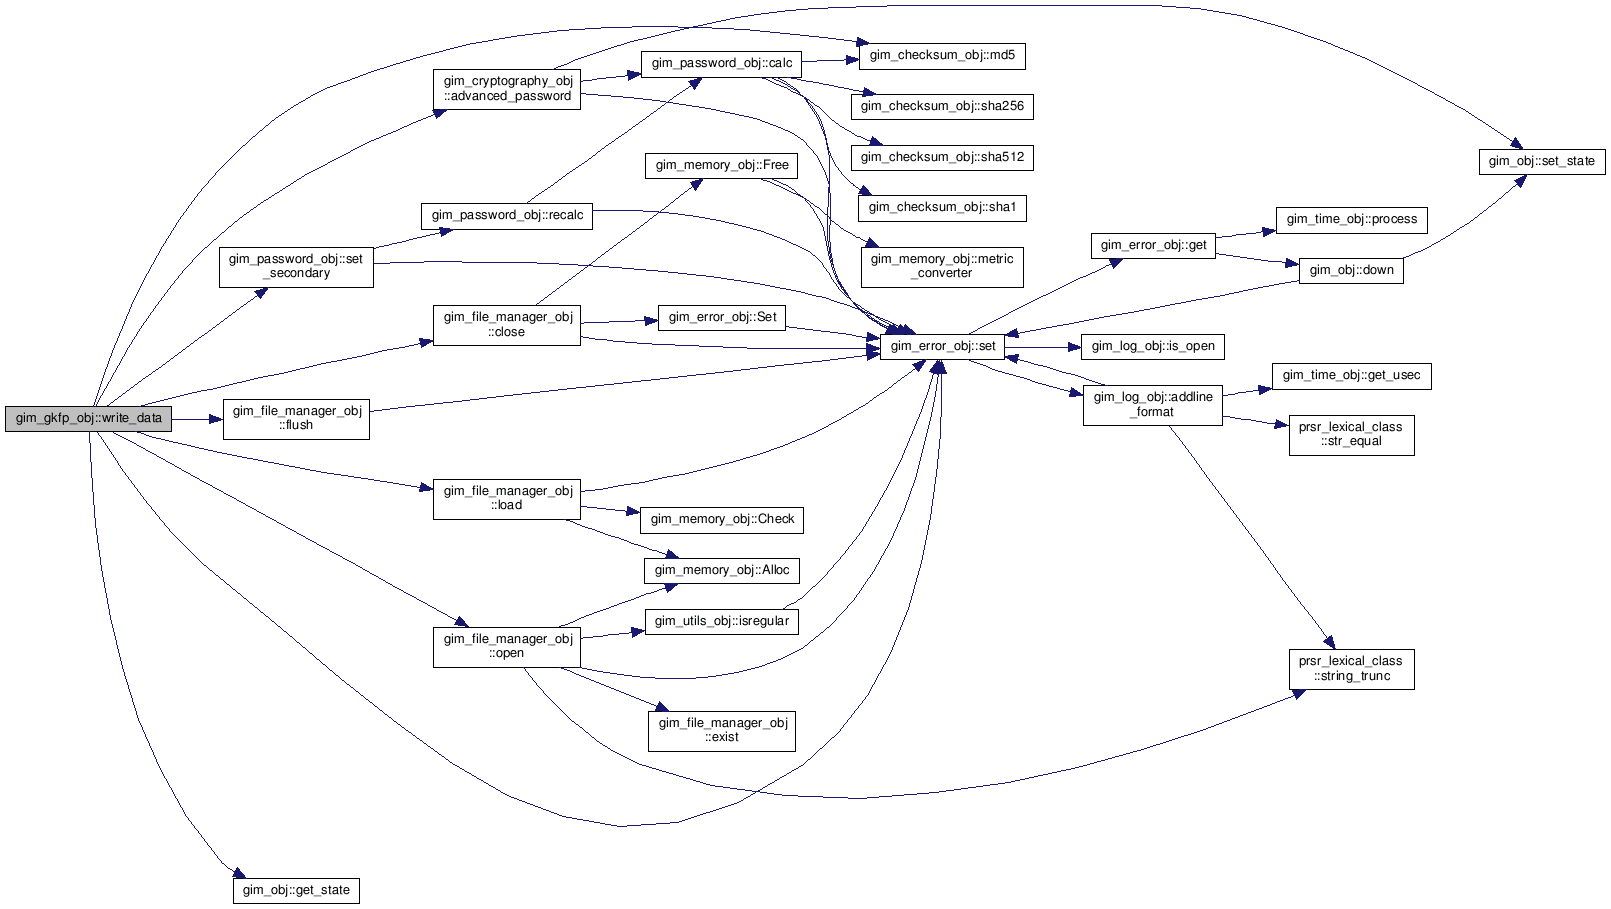 gim_gkfp_obj::write_data
gim_cryptography_obj
::advanced_password
gim_password_obj::set
_secondary
gim_password_obj::recalc
gim_file_manager_obj
::close
gim_file_manager_obj
::flush
gim_file_manager_obj
::load
gim_file_manager_obj
::open
gim_obj::get_state
gim_password_obj::calc
gim_memory_obj::Free
gim_error_obj::Set
gim_memory_obj::Check
gim_memory_obj::Alloc
gim_utils_obj::isregular
gim_file_manager_obj
::exist
gim_checksum_obj::md5
gim_checksum_obj::sha256
gim_checksum_obj::sha512
gim_checksum_obj::sha1
gim_memory_obj::metric
_converter
gim_error_obj::set
gim_error_obj::get
gim_log_obj::is_open
gim_log_obj::addline
_format
gim_time_obj::process
gim_obj::down
gim_time_obj::get_usec
prsr_lexical_class
::str_equal
prsr_lexical_class
::string_trunc
gim_obj::set_state